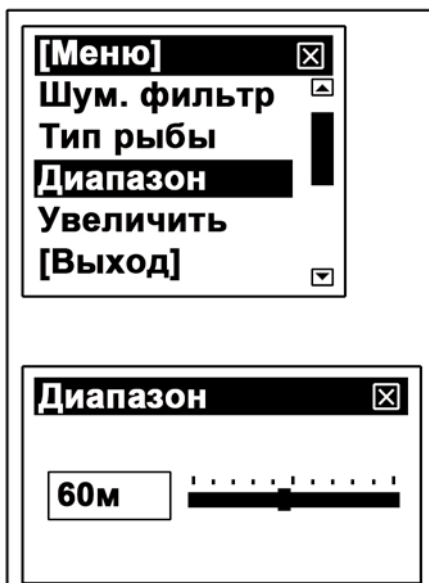 [Меню]
Шум. фильтр
Тип рыбы
Диапазон
Увеличить
[Выход]
Диапазон
60м